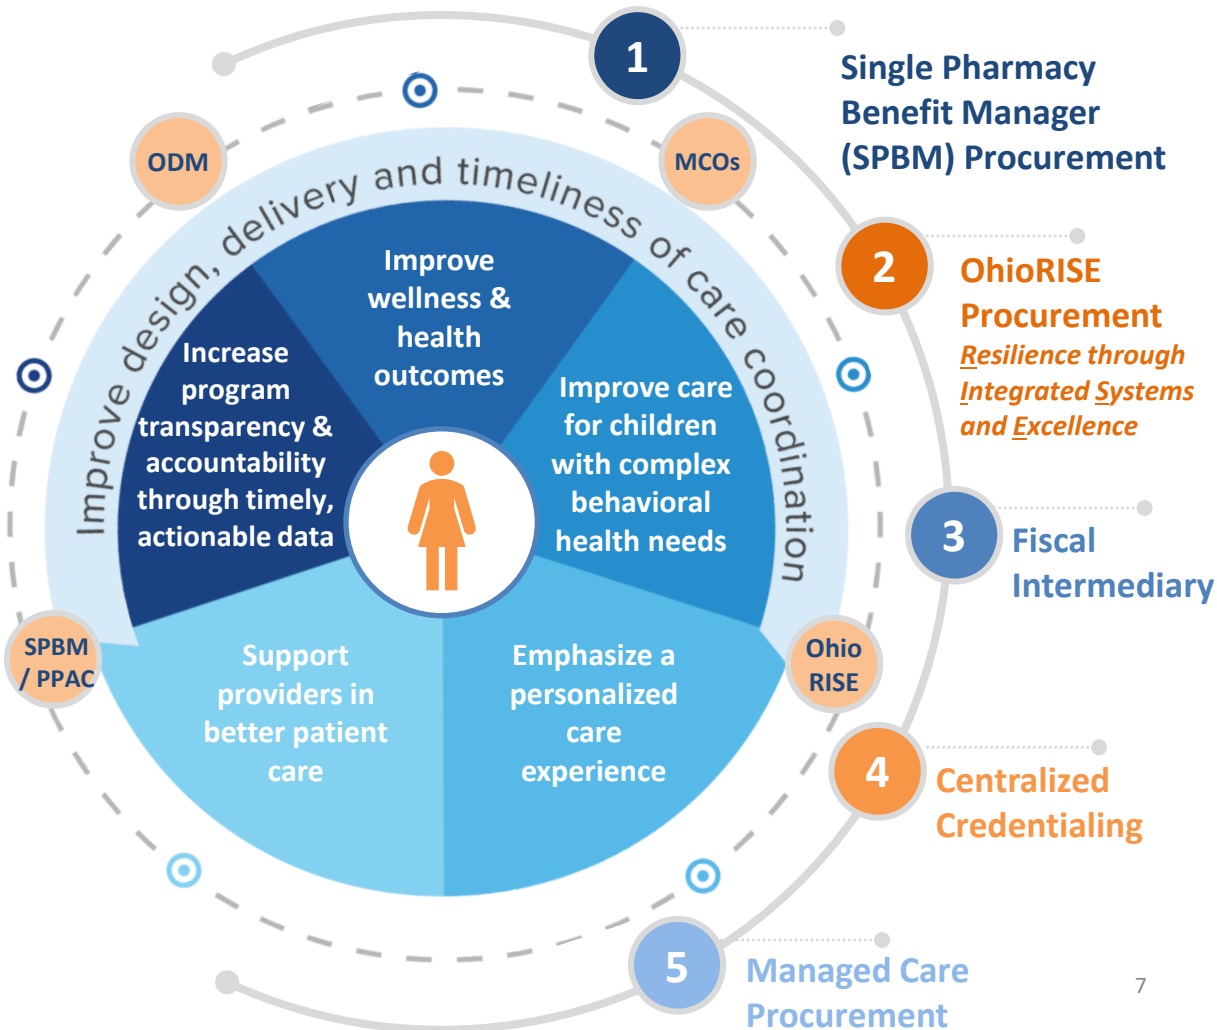 1
Single Pharmacy
Benefit Manager
(SPBM) Procurement
ODM
MCOs
Improve design, delivery and timeliness of care coordination
2
OhioRISE
Procurement
Resilience through
Integrated Systems
and Excellence
Improve
wellness &
health
outcomes
Increase
program
transparency &
accountability
through timely,
actionable data
Improve care
for children
with complex
behavioral
health needs
3
Fiscal
Intermediary
SPBM
/ PPAC
Support
providers in
better patient
care
Emphasize a
personalized
care
experience
Ohio
RISE
4
Centralized
Credentialing
5
Managed Care
Procurement
7